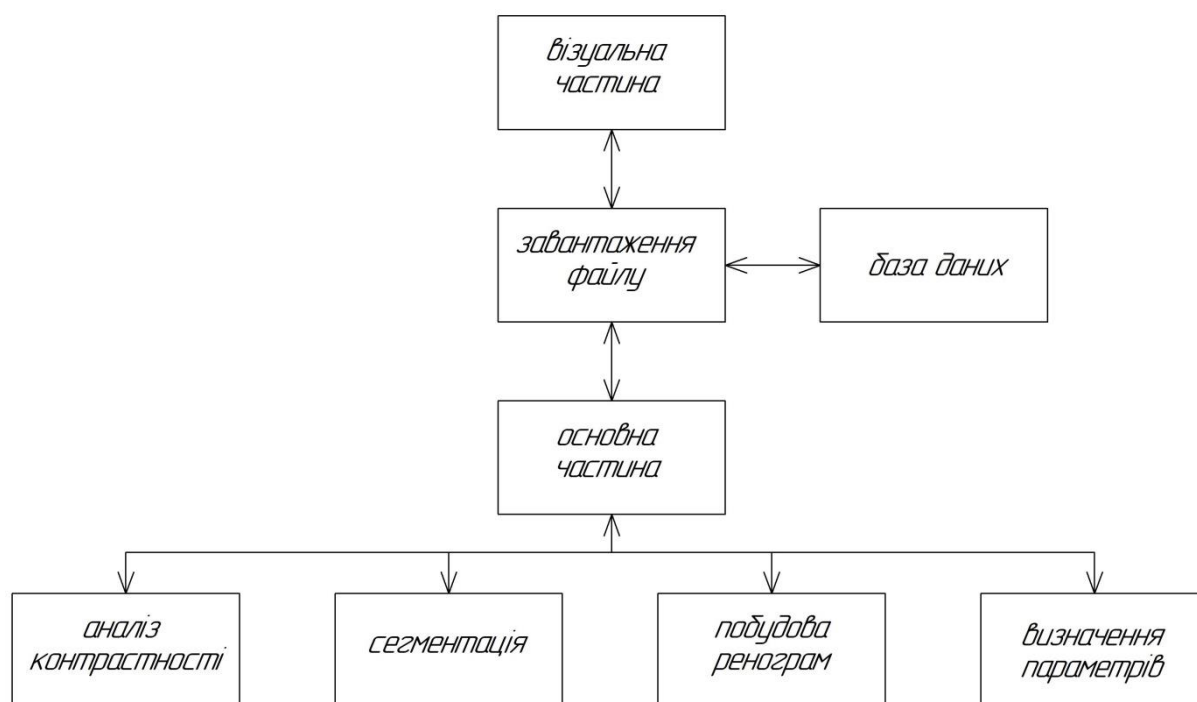 візуальна
частина
завантаження
файлу
база даних
основна
частина
аналіз
контрастності
сегментація
побудова
ренограм
визначення
параметрів